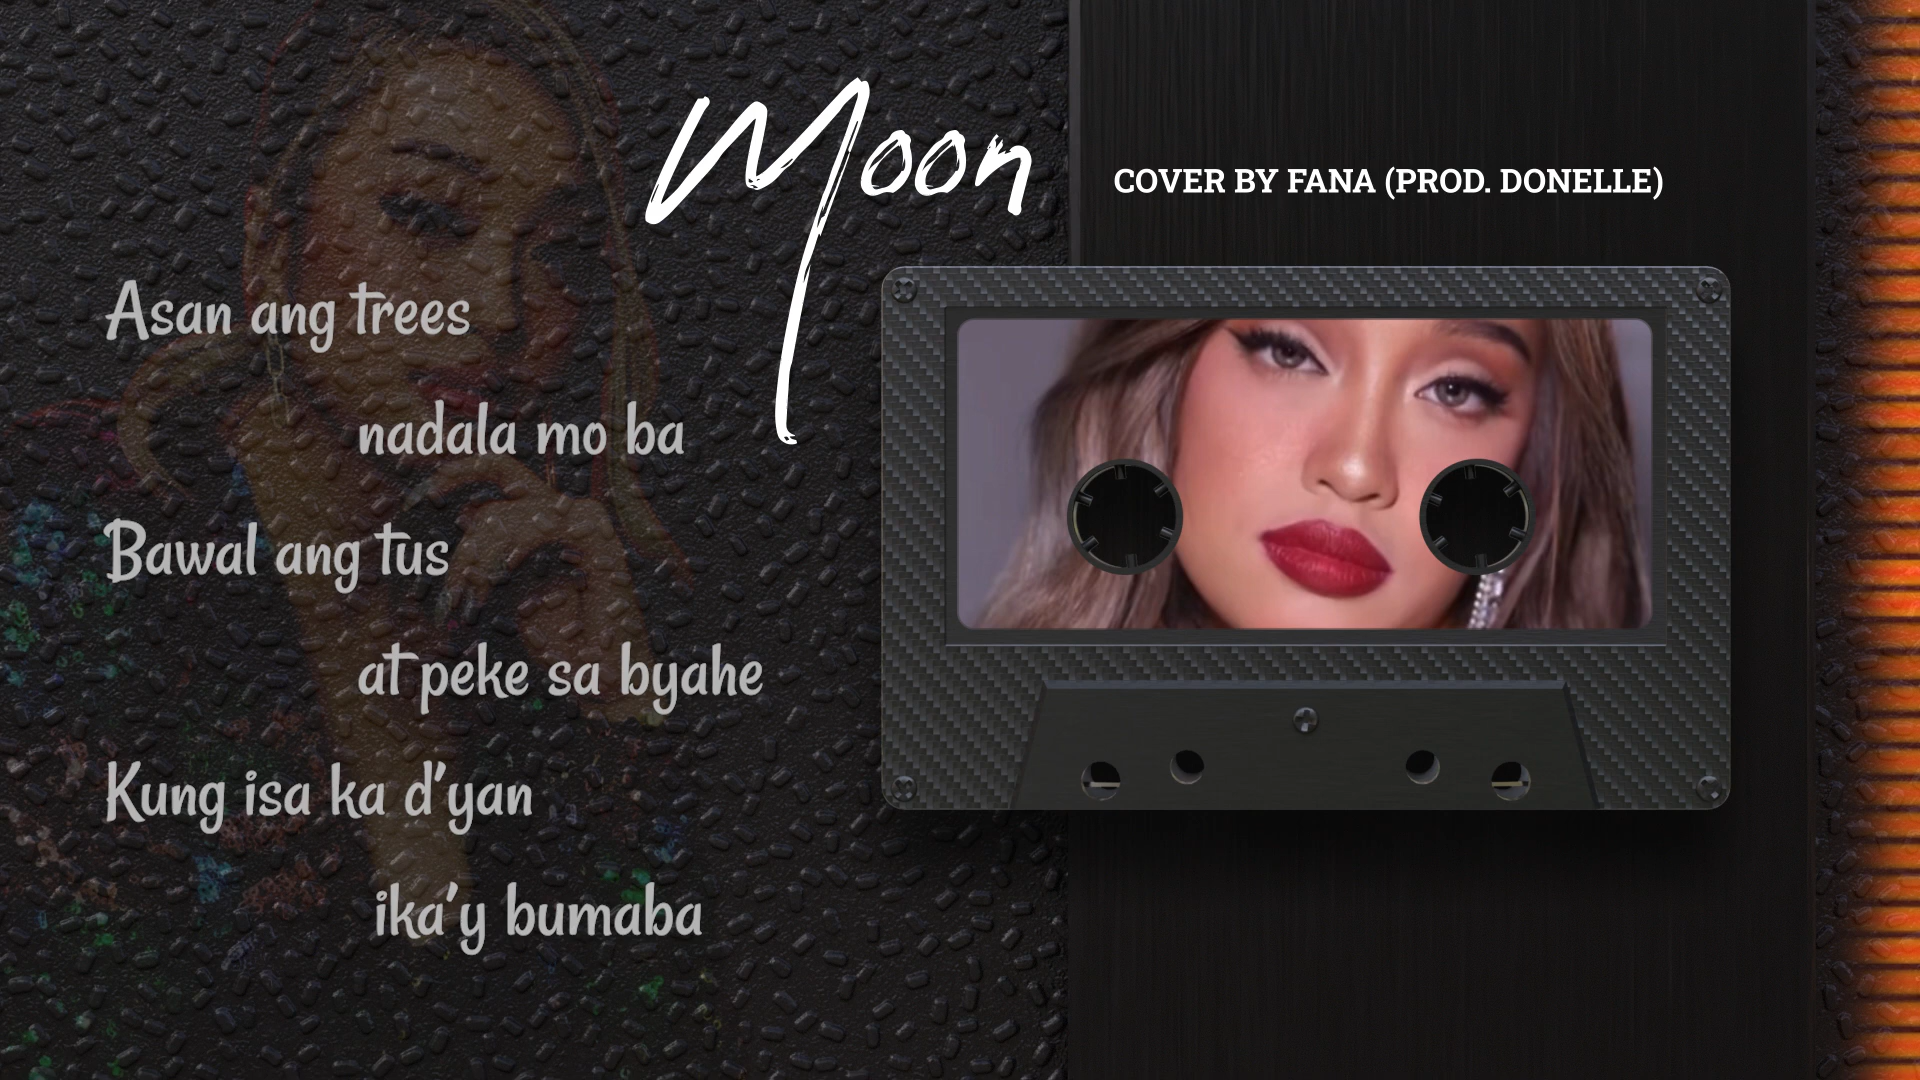 Moon
COVER BY FANA (PROD. DONELLE)
Asan ang trees
nadala mo ba
Bawal ang tus
at peke sa byahe
Kung isa ka d'yan
ika'y bumaba